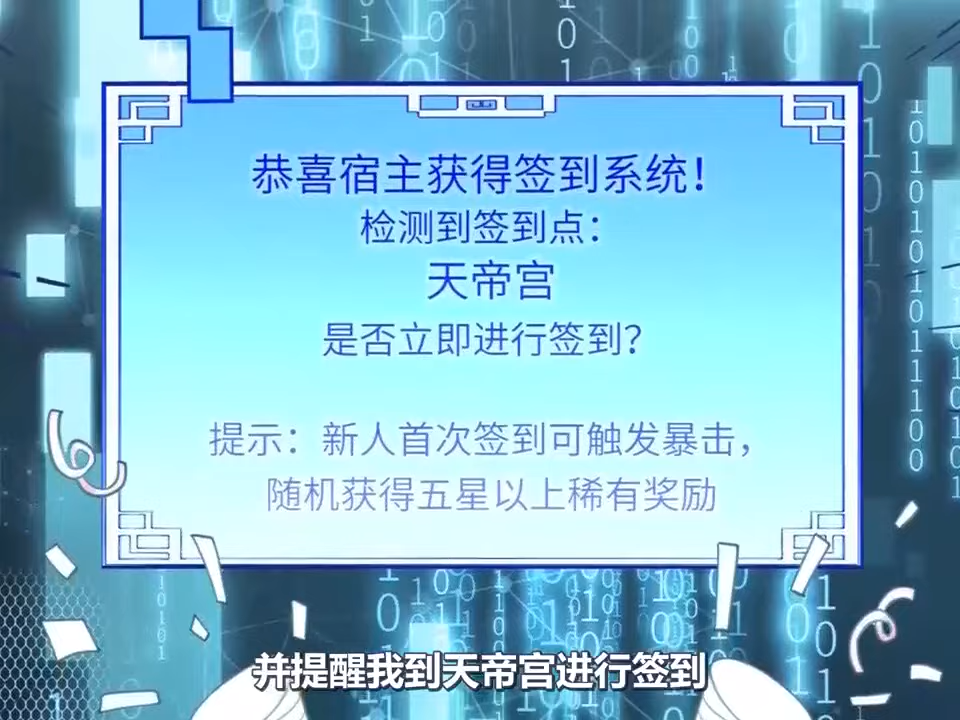 恭喜宿主获得签到系统！
检测到签到点：
天帝宫
是否立即进行签到？
提示：新人首次签到可触发暴击，
随机获得五星以上稀有奖励
并提醒我到天帝宫进行签到